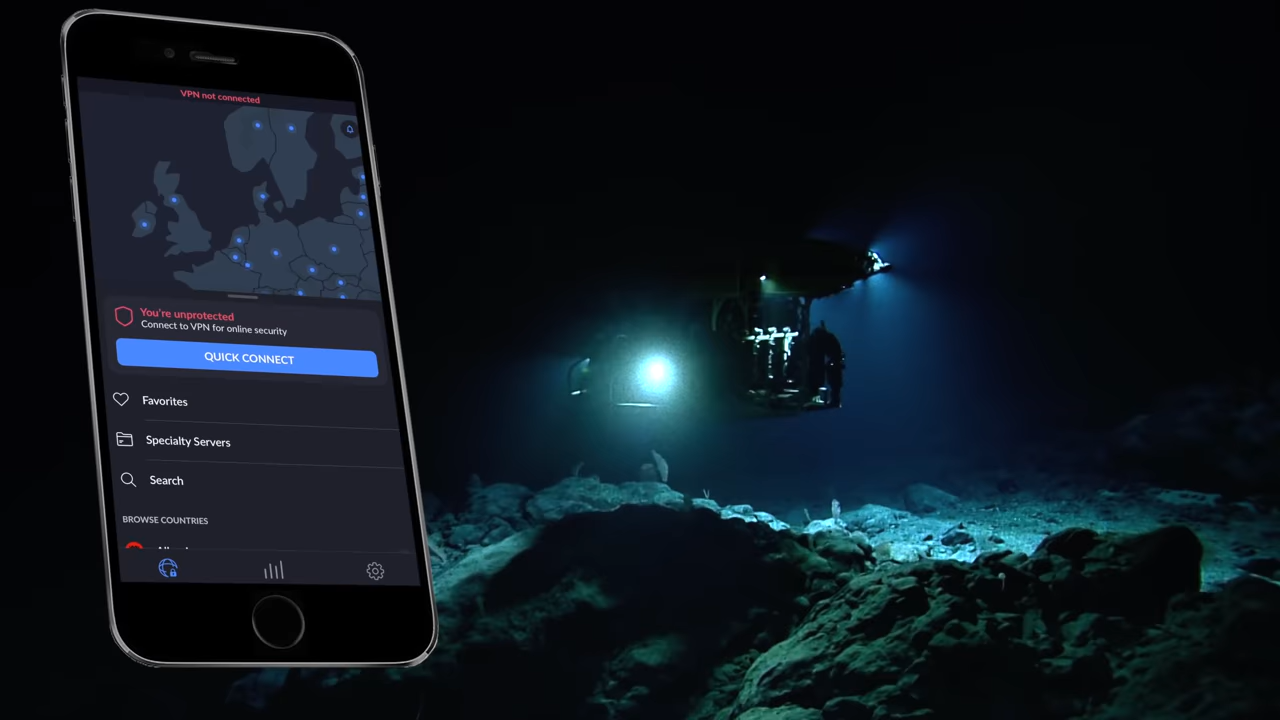 VPN not connected
You're unprotected
Connect to VPN for online security
QUICK CONNECT
Favorites
Specialty Servers
Search
BROWSE COUNTRIES